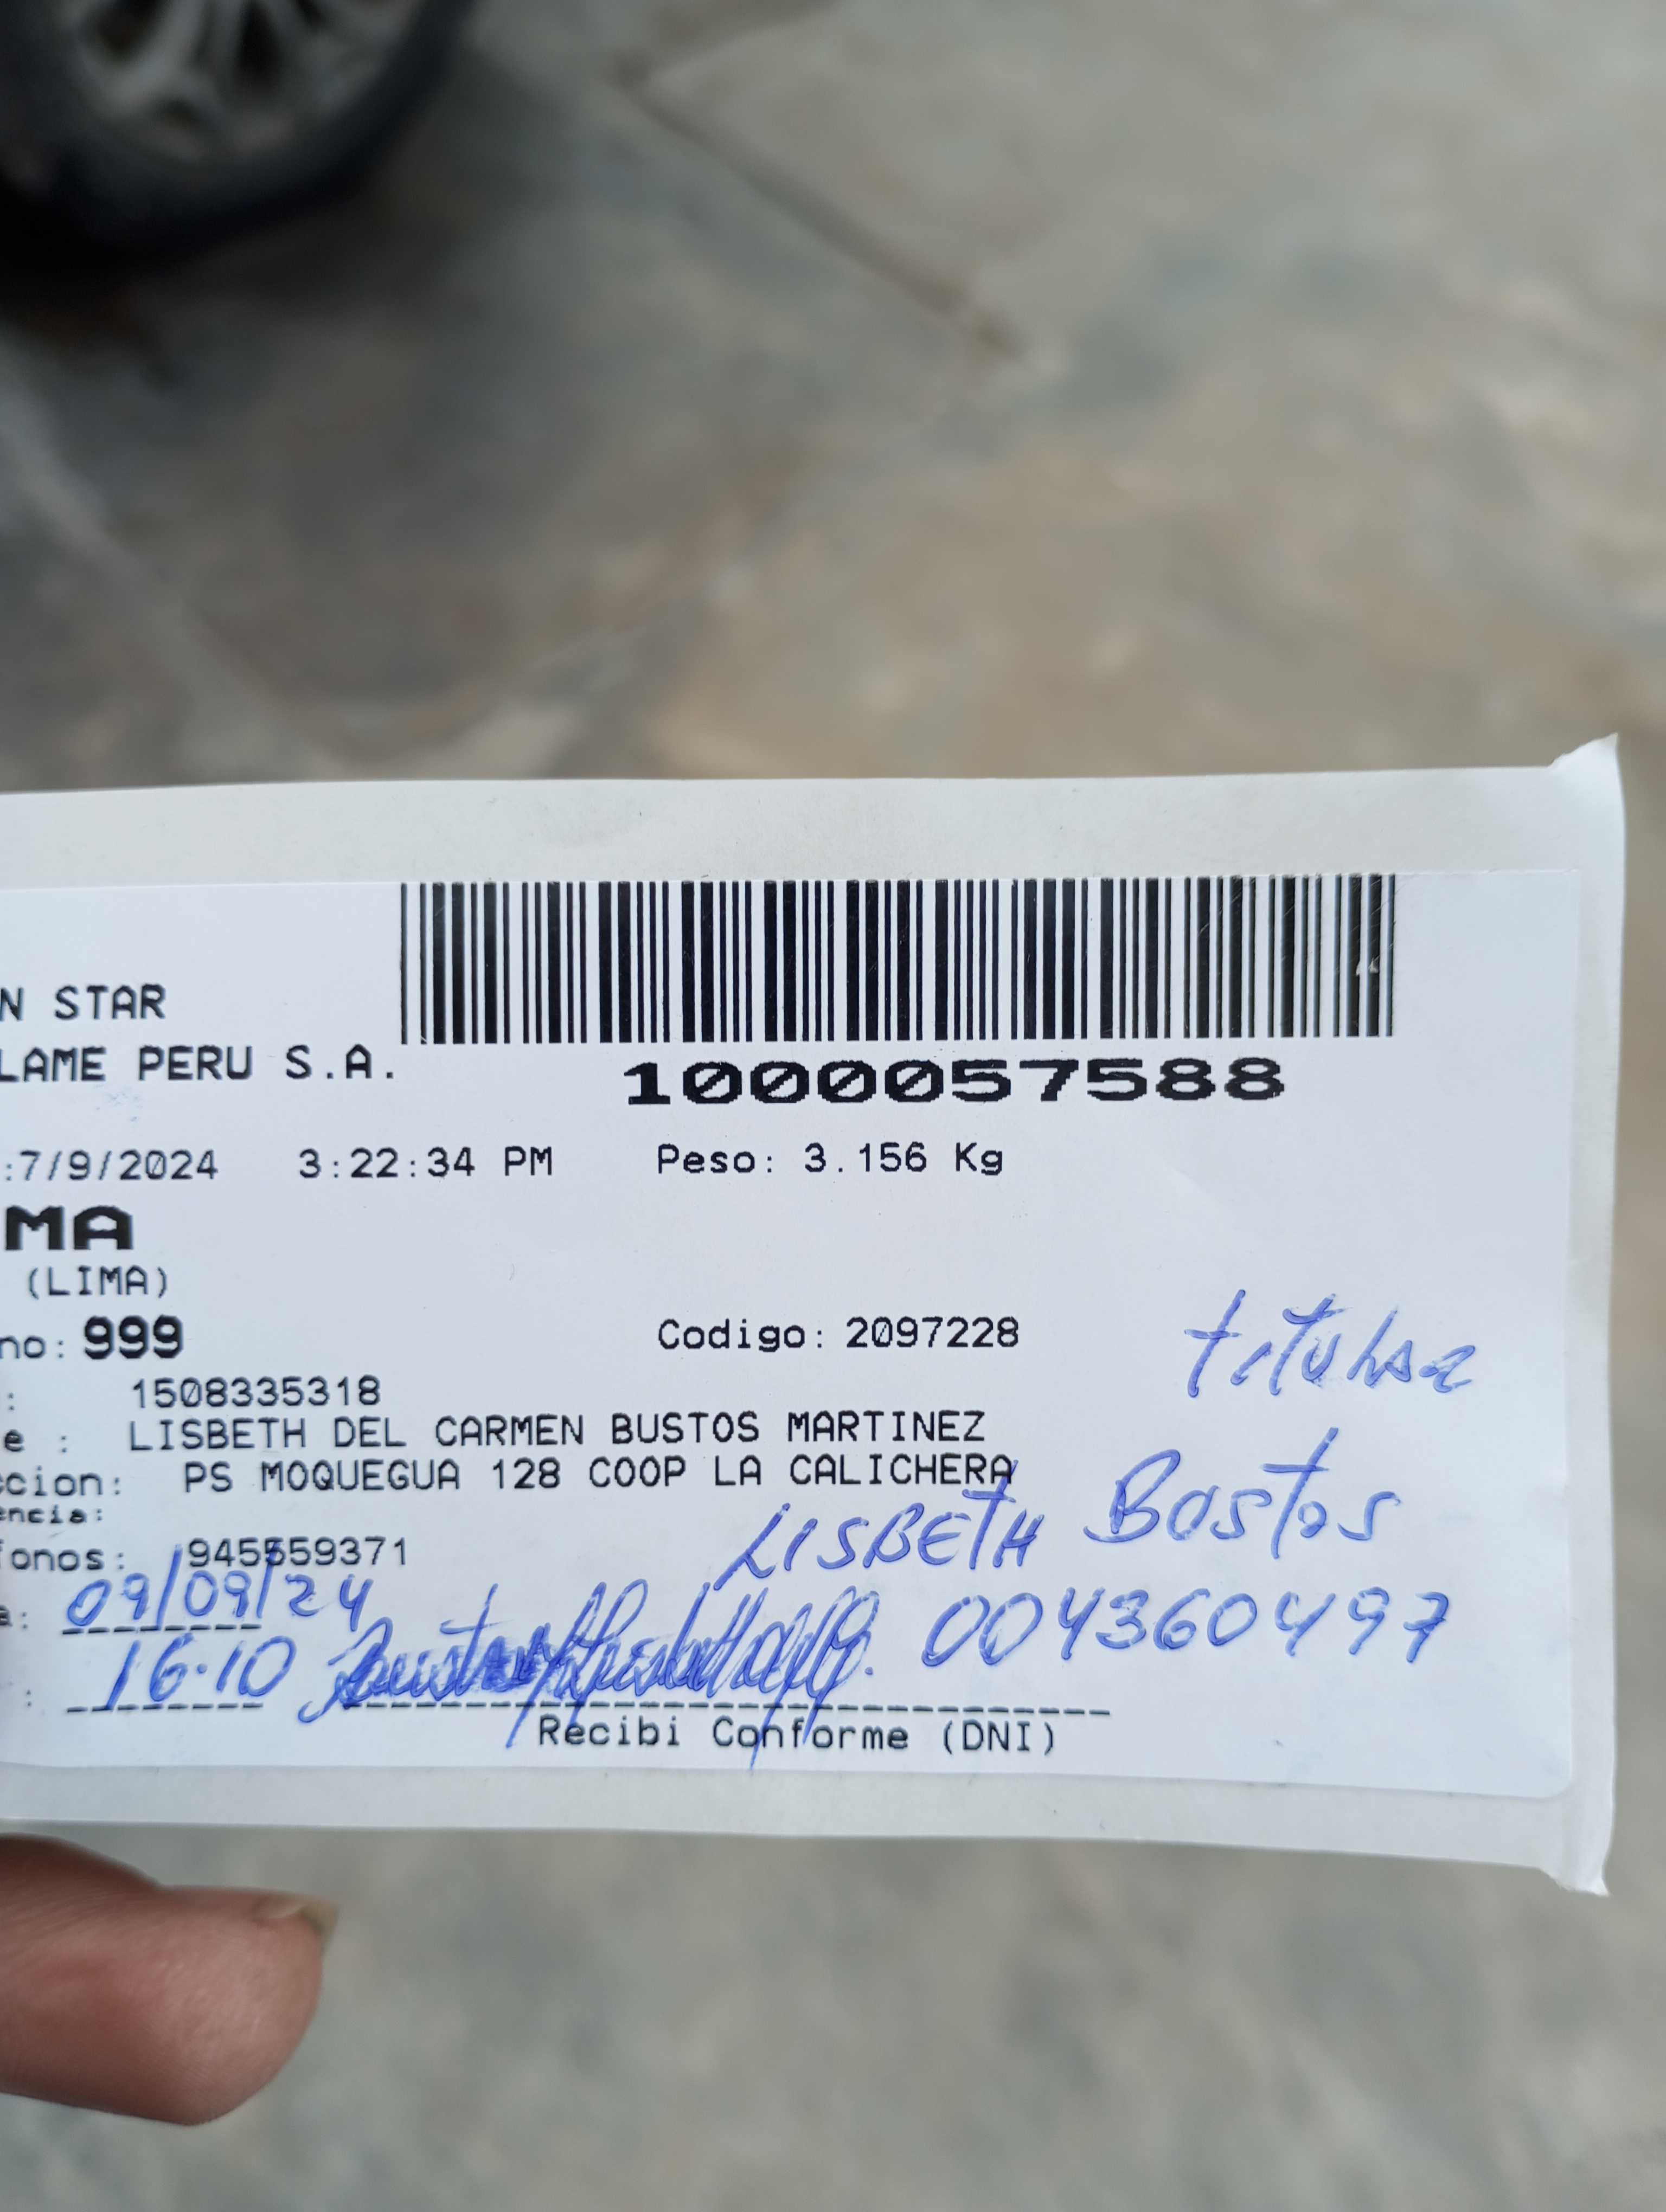 N STAR
LAME PERU S.A.
1000057588
:7/9/2024 3:22:34 PM Peso: 3.156 Kg
MA
(LIMA)
no: 999 Codigo: 2097228
titular
: 1508335318
e : LISBETH DEL CARMEN BUSTOS MARTINEZ
ccion: PS MOQUEGUA 128 COOP LA CALICHERA
encia:
LISBETH Bustos
fonos: 945559371
a: 09/09/24
004360497
: 16.10
Recibi Conforme (DNI)